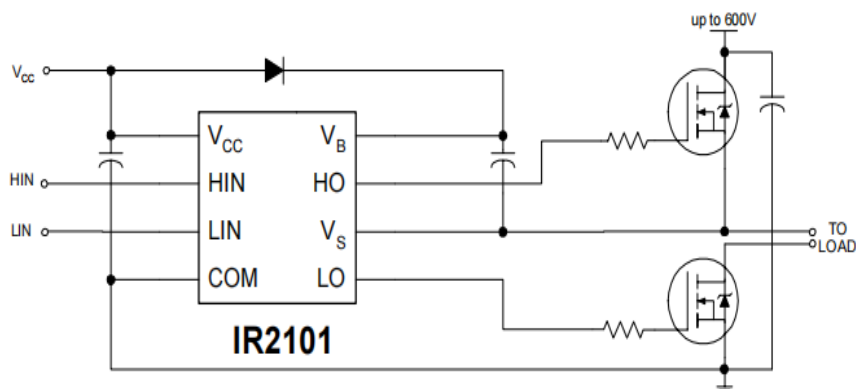 up to 600V
VCC
VCC VB
HIN HIN HO
LIN LIN VS TO
LOAD
COM LO
IR2101